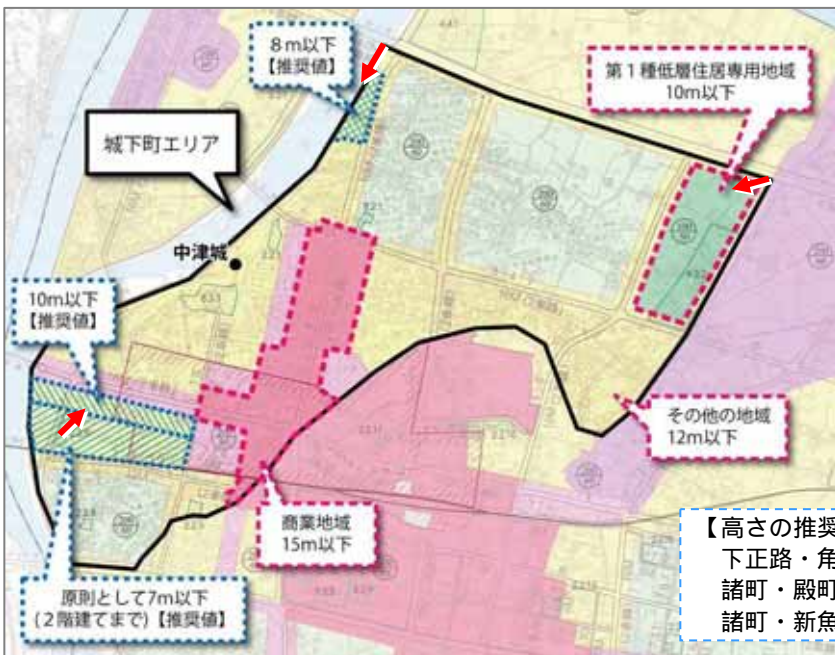 8m以下
【推奨値】
第1種低層住居専用地域
10m以下
城下町エリア
中津城
10m以下
【推奨値】
その他の地域
12m以下
商業地域
15m以下
原則として7m以下
(2階建てまで)【推奨値】
【高さの推奨
下正路・角
諸町・殿町
諸町・新魚